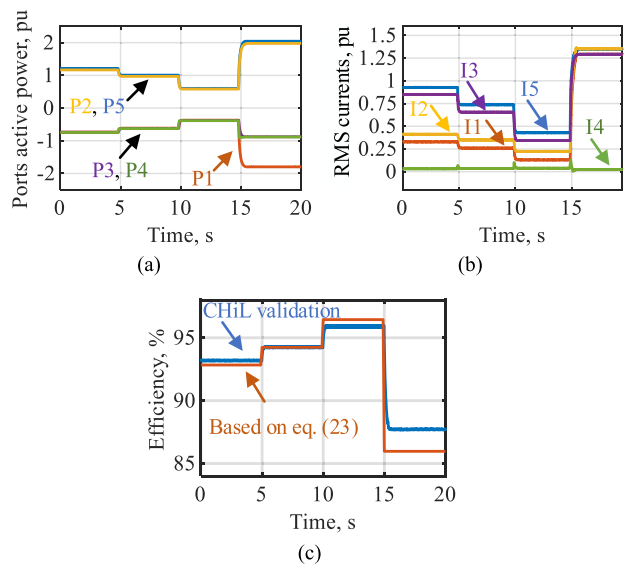 Ports active power, pu
2
1
0
-1
-2
P2, P5
P3, P4
P1
0 5 10 15 20
Time, s
(a)
RMS currents, pu
1.5
1.25
1
0.75
0.5
0.25
0
I3
I5
I2
I1
I4
0 5 10 15
Time, s
(b)
Efficiency, %
95
90
85
CHiL validation
Based on eq. (23)
0 5 10 15 20
Time, s
(c)